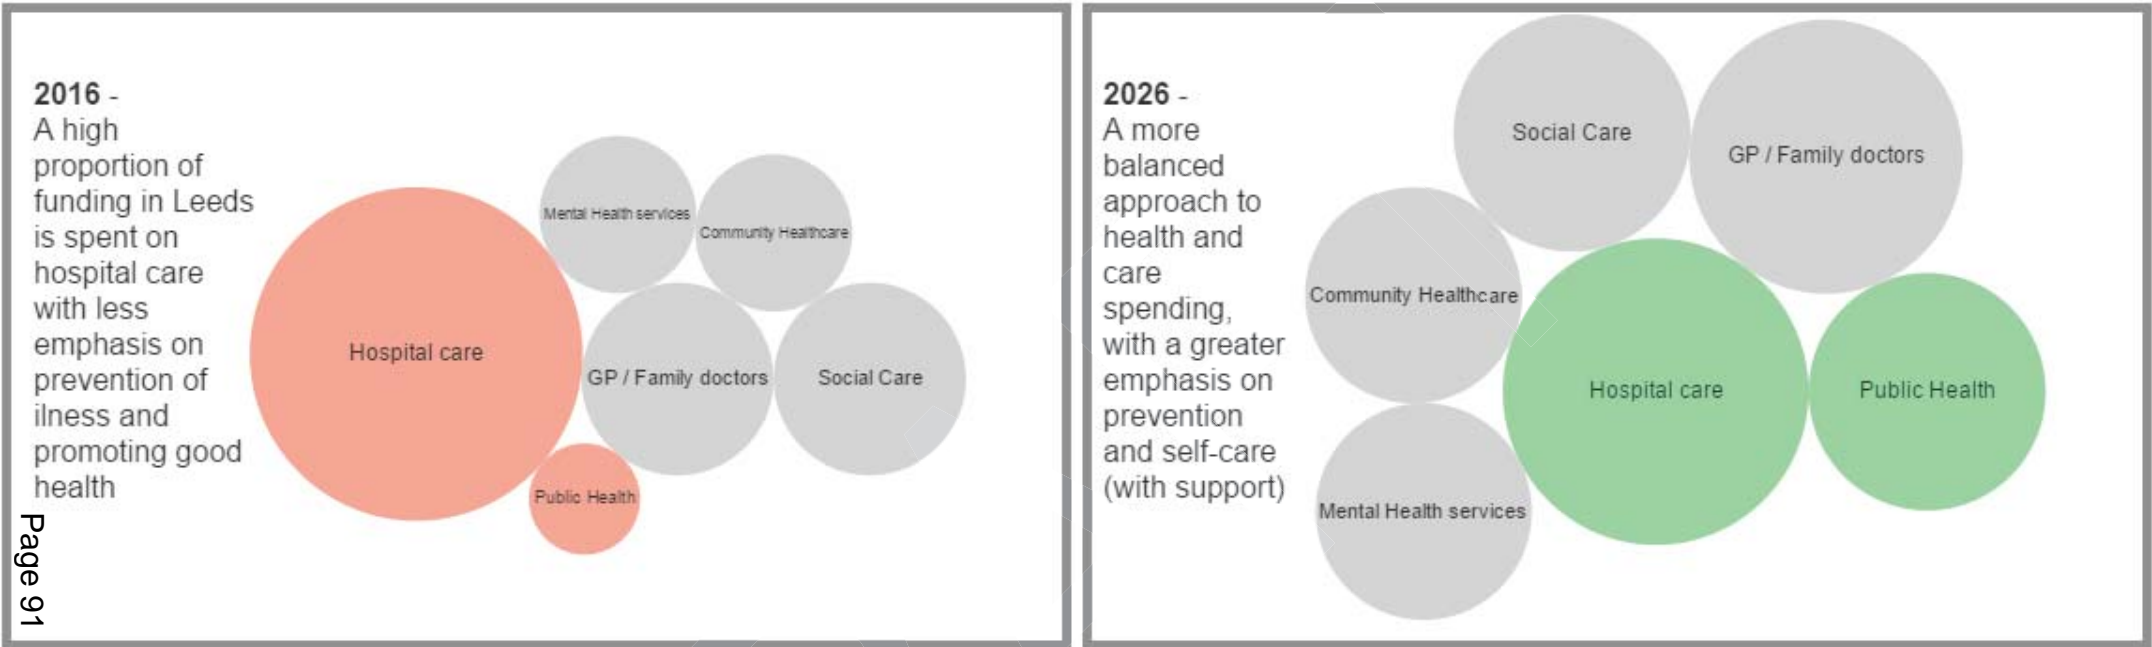 2016 -
A high
proportion of
funding in Leeds
is spent on
hospital care
with less
emphasis on
prevention of
ilness and
promoting good
health
Mental Health services
Community Healthcare
Hospital care
GP / Family doctors
Social Care
Public Health
Page 91
2026 -
A more
balanced
approach to
health and
care
spending,
with a greater
emphasis on
prevention
and self-care
(with support)
Social Care
GP / Family doctors
Community Healthcare
Hospital care
Public Health
Mental Health services